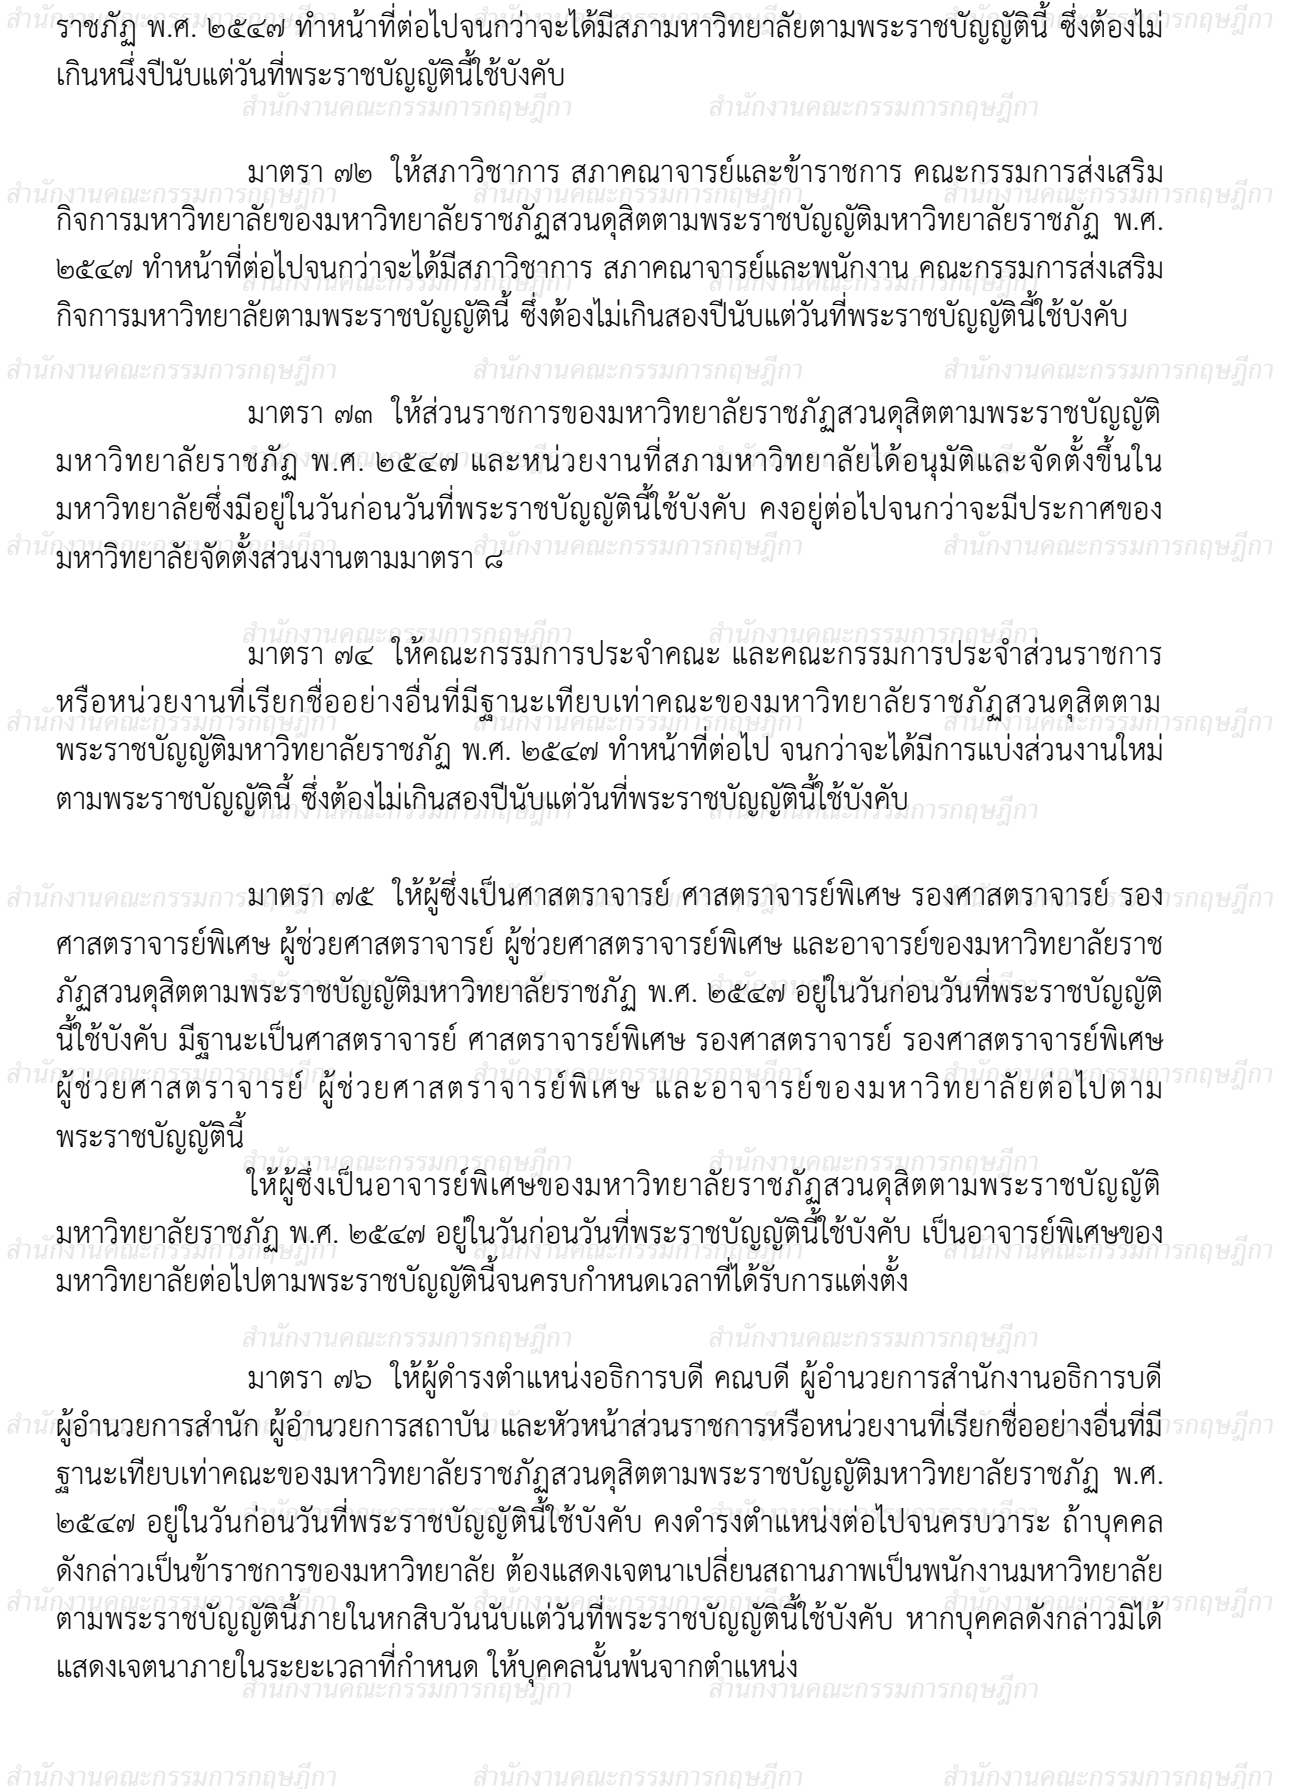 ราชภัฏ พ.ศ. ๒๕๔๗ ทำหน้าที่ต่อไปจนกว่าจะได้มีสภามหาวิทยาลัยตามพระราชบัญญัตินี้ ซึ่งต้องไม่
เกินหนึ่งปีนับแต่วันที่พระราชบัญญัตินี้ใช้บังคับ
มาตรา ๗๒ ให้สภาวิชาการ สภาคณาจารย์และข้าราชการ คณะกรรมการส่งเสริม
กิจการมหาวิทยาลัยของมหาวิทยาลัยราชภัฏสวนดุสิตตามพระราชบัญญัติมหาวิทยาลัยราชภัฏ พ.ศ.
๒๕๔๗ ทำหน้าที่ต่อไปจนกว่าจะได้มีสภาวิชาการ สภาคณาจารย์และพนักงาน คณะกรรมการส่งเสริม
กิจการมหาวิทยาลัยตามพระราชบัญญัตินี้ ซึ่งต้องไม่เกินสองปีนับแต่วันที่พระราชบัญญัตินี้ใช้บังคับ
มาตรา ๗๓ ให้ส่วนราชการของมหาวิทยาลัยราชภัฏสวนดุสิตตามพระราชบัญญัติ
มหาวิทยาลัยราชภัฏ พ.ศ. ๒๕๔๗ และหน่วยงานที่สภามหาวิทยาลัยได้อนุมัติและจัดตั้งขึ้นใน
มหาวิทยาลัยซึ่งมีอยู่ในวันก่อนวันที่พระราชบัญญัตินี้ใช้บังคับ คงอยู่ต่อไปจนกว่าจะมีประกาศของ
มหาวิทยาลัยจัดตั้งส่วนงานตามมาตรา ๘
มาตรา ๗๔ ให้คณะกรรมการประจำคณะ และคณะกรรมการประจำส่วนราชการ
หรือหน่วยงานที่เรียกชื่ออย่างอื่นที่มีฐานะเทียบเท่าคณะของมหาวิทยาลัยราชภัฏสวนดุสิตตาม
พระราชบัญญัติมหาวิทยาลัยราชภัฏ พ.ศ. ๒๕๔๗ ทำหน้าที่ต่อไป จนกว่าจะได้มีการแบ่งส่วนงานใหม่
ตามพระราชบัญญัตินี้ ซึ่งต้องไม่เกินสองปีนับแต่วันที่พระราชบัญญัตินี้ใช้บังคับ
มาตรา ๗๕ ให้ผู้ซึ่งเป็นศาสตราจารย์ ศาสตราจารย์พิเศษ รองศาสตราจารย์ รอง
ศาสตราจารย์พิเศษ ผู้ช่วยศาสตราจารย์ ผู้ช่วยศาสตราจารย์พิเศษ และอาจารย์ของมหาวิทยาลัยราช
ภัฏสวนดุสิตตามพระราชบัญญัติมหาวิทยาลัยราชภัฏ พ.ศ. ๒๕๔๗ อยู่ในวันก่อนวันที่พระราชบัญญัติ
นี้ใช้บังคับ มีฐานะเป็นศาสตราจารย์ ศาสตราจารย์พิเศษ รองศาสตราจารย์ รองศาสตราจารย์พิเศษ
ผู้ช่วยศาสตราจารย์ ผู้ช่วยศาสตราจารย์พิเศษ และอาจารย์ของมหาวิทยาลัยต่อไปตาม
พระราชบัญญัตินี้
ให้ผู้ซึ่งเป็นอาจารย์พิเศษของมหาวิทยาลัยราชภัฏสวนดุสิตตามพระราชบัญญัติ
มหาวิทยาลัยราชภัฏ พ.ศ. ๒๕๔๗ อยู่ในวันก่อนวันที่พระราชบัญญัตินี้ใช้บังคับ เป็นอาจารย์พิเศษของ
มหาวิทยาลัยต่อไปตามพระราชบัญญัตินี้จนครบกำหนดเวลาที่ได้รับการแต่งตั้ง
มาตรา ๗๖ ให้ผู้ดำรงตำแหน่งอธิการบดี คณบดี ผู้อำนวยการสำนักงานอธิการบดี
ผู้อำนวยการสำนัก ผู้อำนวยการสถาบัน และหัวหน้าส่วนราชการหรือหน่วยงานที่เรียกชื่ออย่างอื่นที่มี
ฐานะเทียบเท่าคณะของมหาวิทยาลัยราชภัฏสวนดุสิตตามพระราชบัญญัติมหาวิทยาลัยราชภัฏ พ.ศ.
๒๕๔๗ อยู่ในวันก่อนวันที่พระราชบัญญัตินี้ใช้บังคับ คงดำรงตำแหน่งต่อไปจนครบวาระ ถ้าบุคคล
ดังกล่าวเป็นข้าราชการของมหาวิทยาลัย ต้องแสดงเจตนาเปลี่ยนสถานภาพเป็นพนักงานมหาวิทยาลัย
ตามพระราชบัญญัตินี้ภายในหกสิบวันนับแต่วันที่พระราชบัญญัตินี้ใช้บังคับ หากบุคคลดังกล่าวมิได้
แสดงเจตนาภายในระยะเวลาที่กำหนด ให้บุคคลนั้นพ้นจากตำแหน่ง
สำนักงานคณะกรรมการกฤษฎีกา สำนักงานคณะกรรมการกฤษฎีกา สำนักงานคณะกรรมการกฤษฎีกา